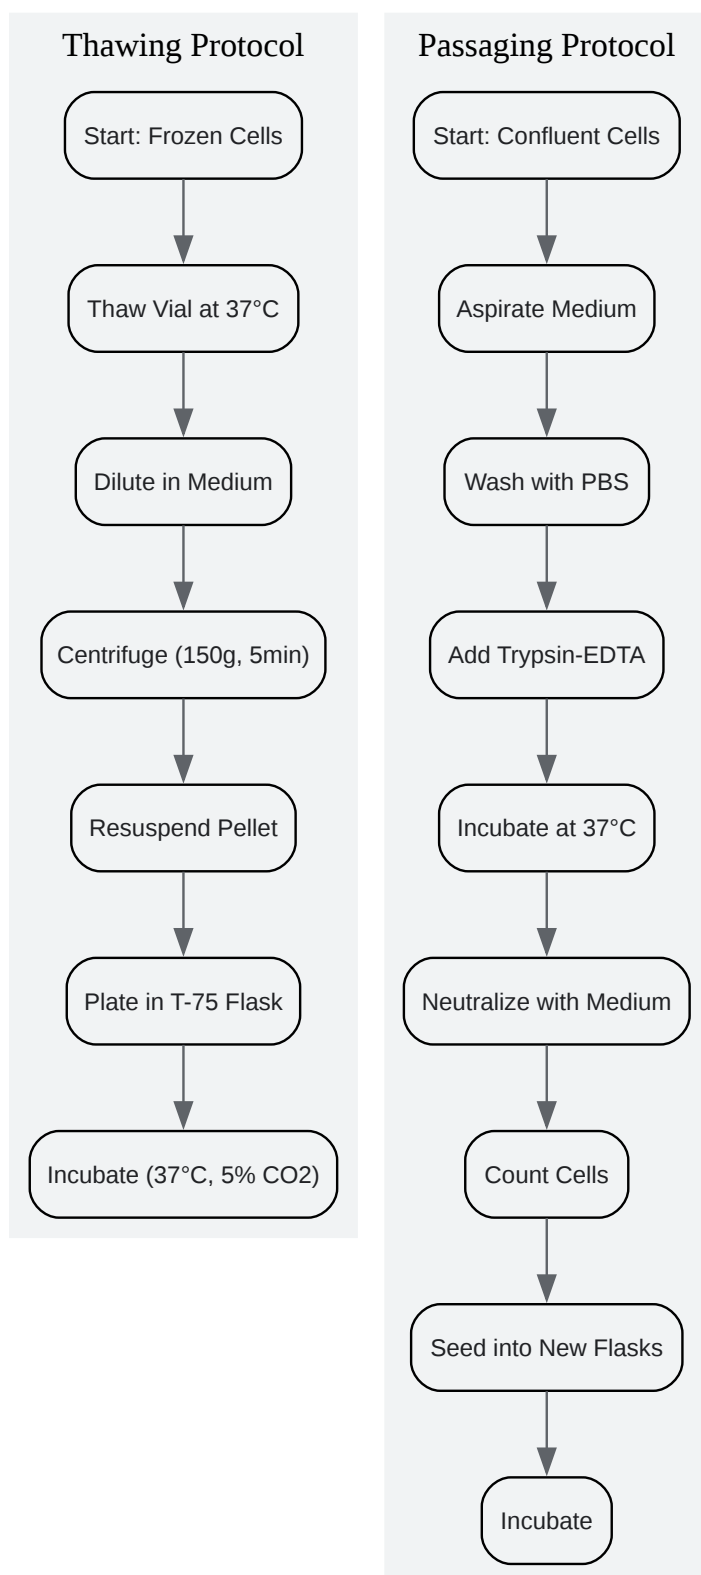 Thawing Protocol
Start: Frozen Cells
Thaw Vial at 37°C
Dilute in Medium
Centrifuge (150g, 5min)
Resuspend Pellet
Plate in T-75 Flask
Incubate (37°C, 5% CO2)
Passaging Protocol
Start: Confluent Cells
Aspirate Medium
Wash with PBS
Add Trypsin-EDTA
Incubate at 37°C
Neutralize with Medium
Count Cells
Seed into New Flasks
Incubate